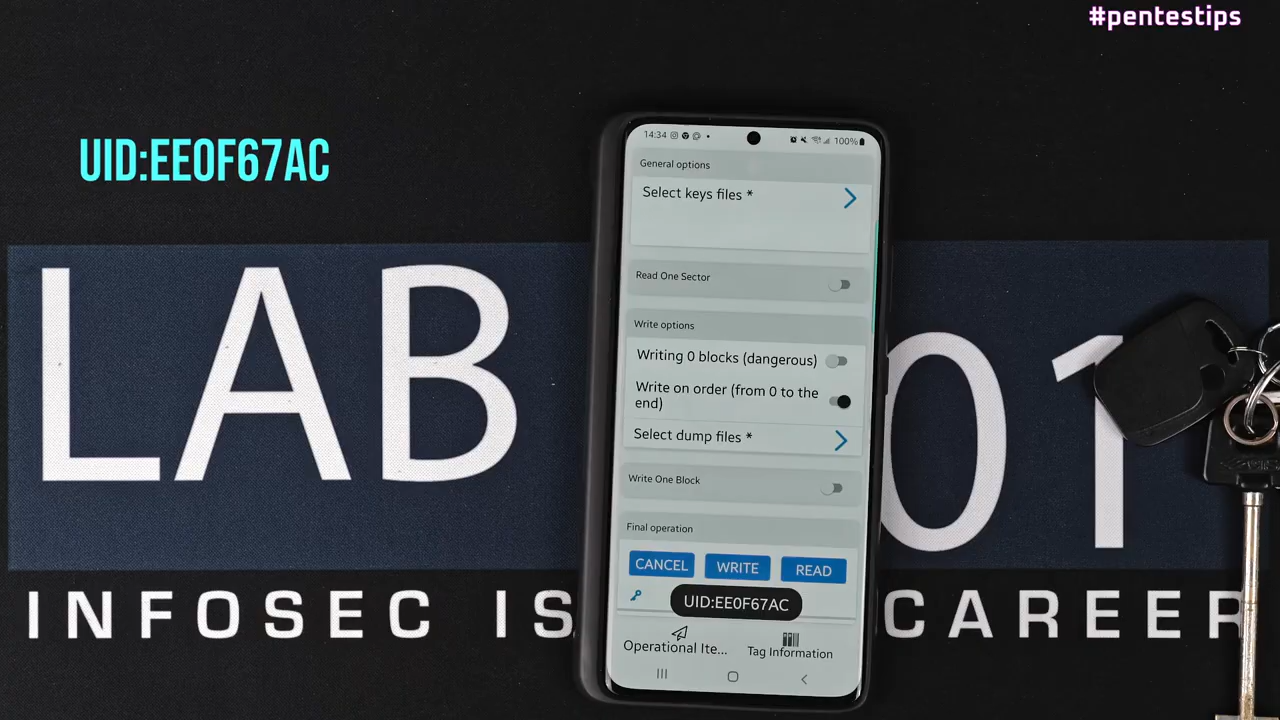 #pentestips
UID:EE0F67AC
14:34
100%
General options
Select keys files *
Read One Sector
Write options
Writing 0 blocks (dangerous)
Write on order (from 0 to the
end)
Select dump files *
Write One Block
Final operation
CANCEL WRITE READ
UID:EE0F67AC
Operational Ite...
Tag Information
LAB 01
INFOSEC IS CAREER